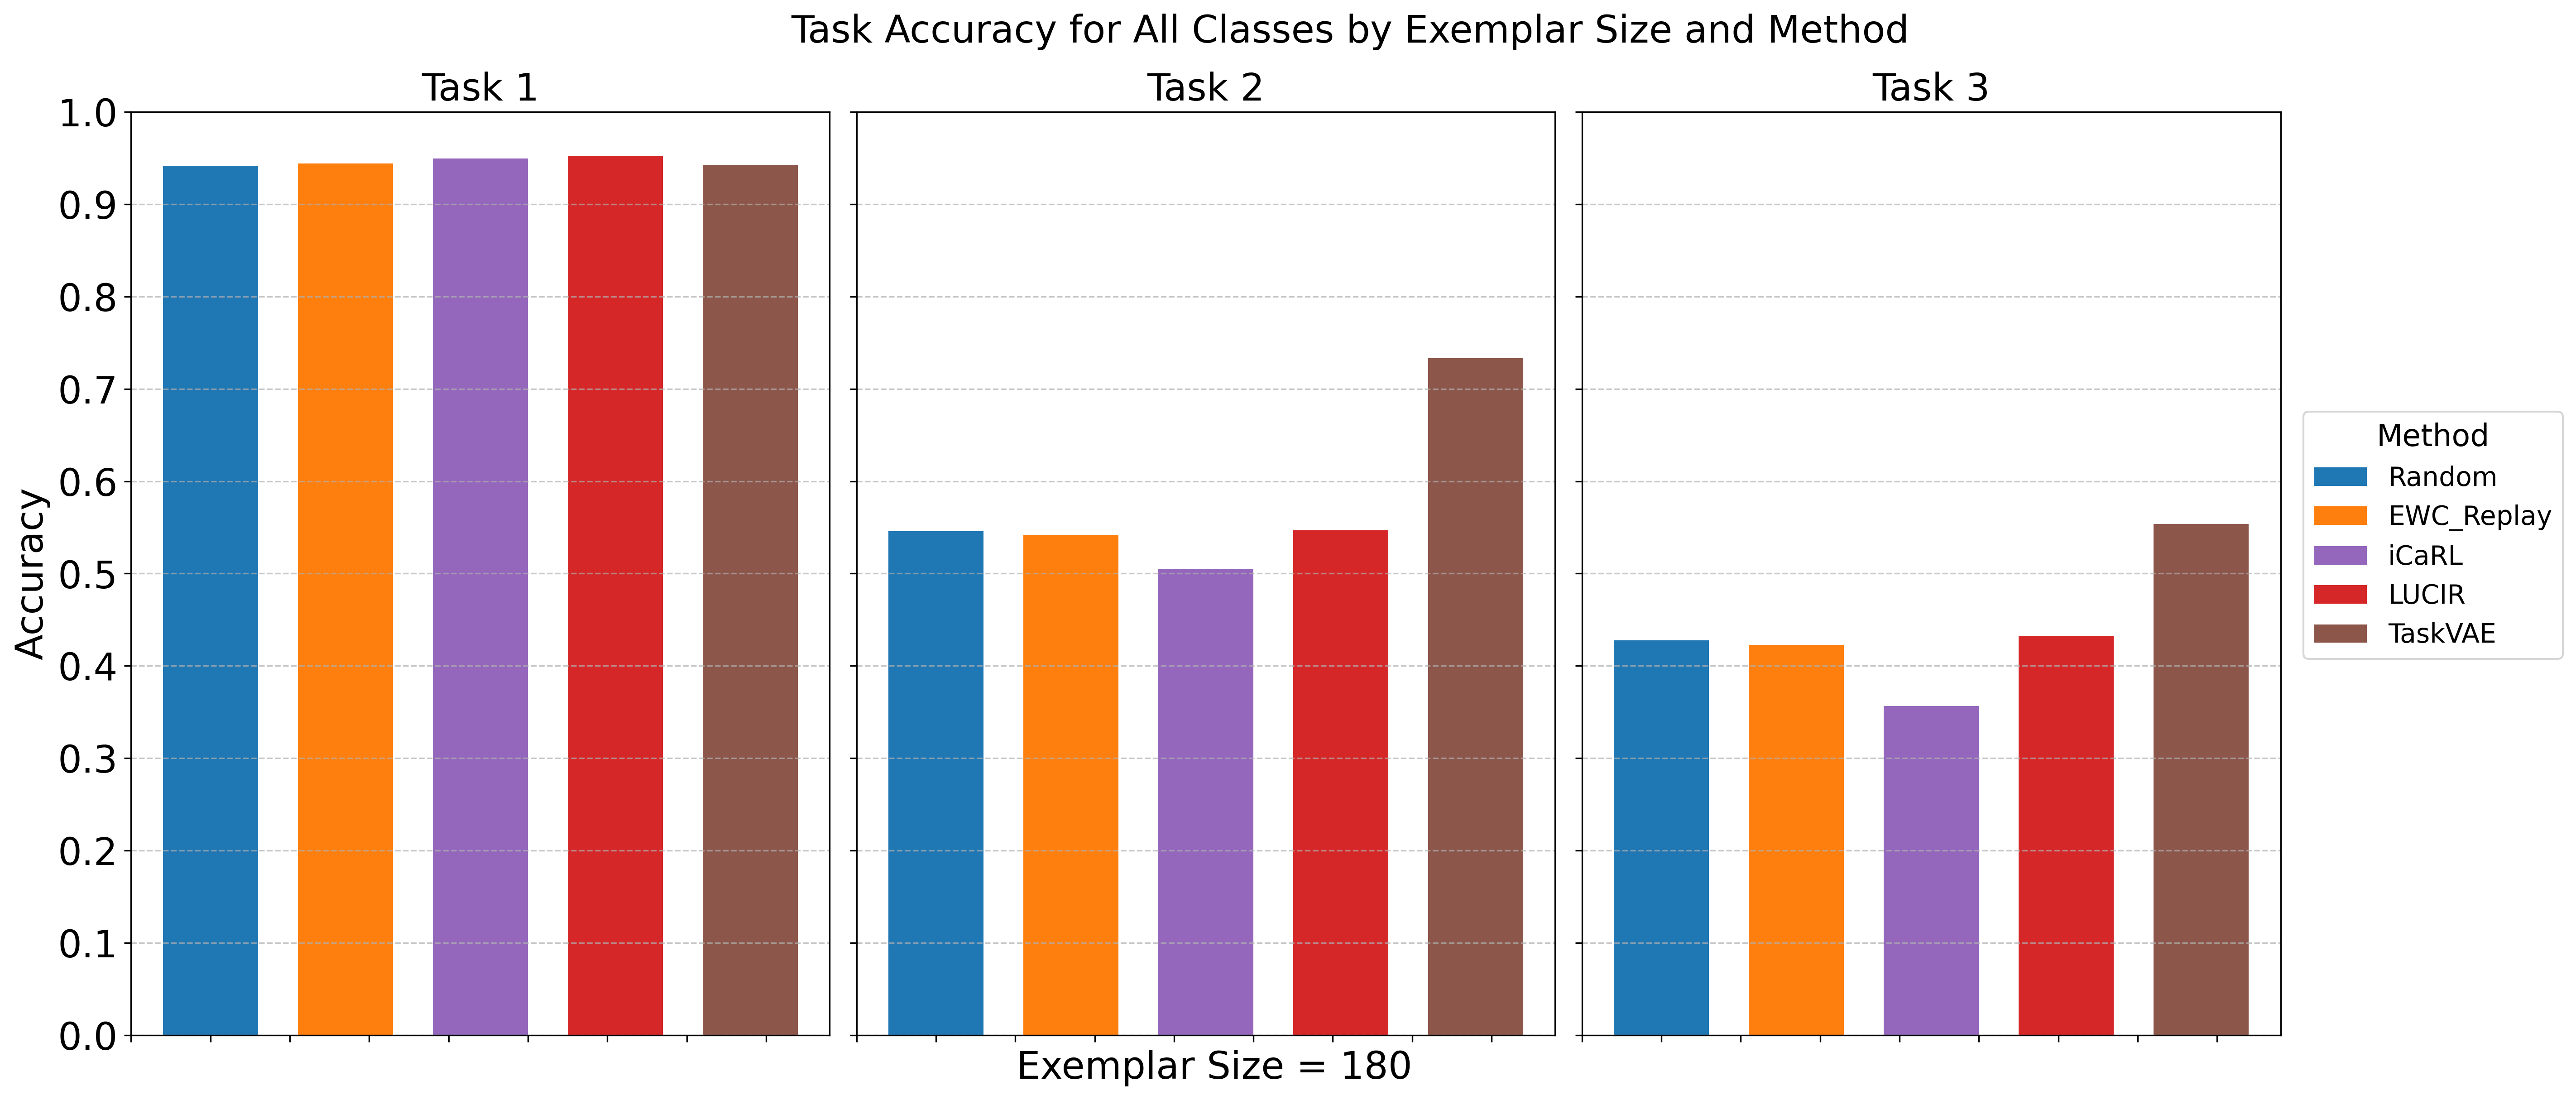 Task Accuracy for All Classes by Exemplar Size and Method
Task 1
Task 2
Task 3
1.0
0.9
0.8
0.7
0.6
0.5
0.4
0.3
0.2
0.1
0.0
Accuracy
Exemplar Size = 180
Method
Random
EWC_Replay
iCaRL
LUCIR
TaskVAE